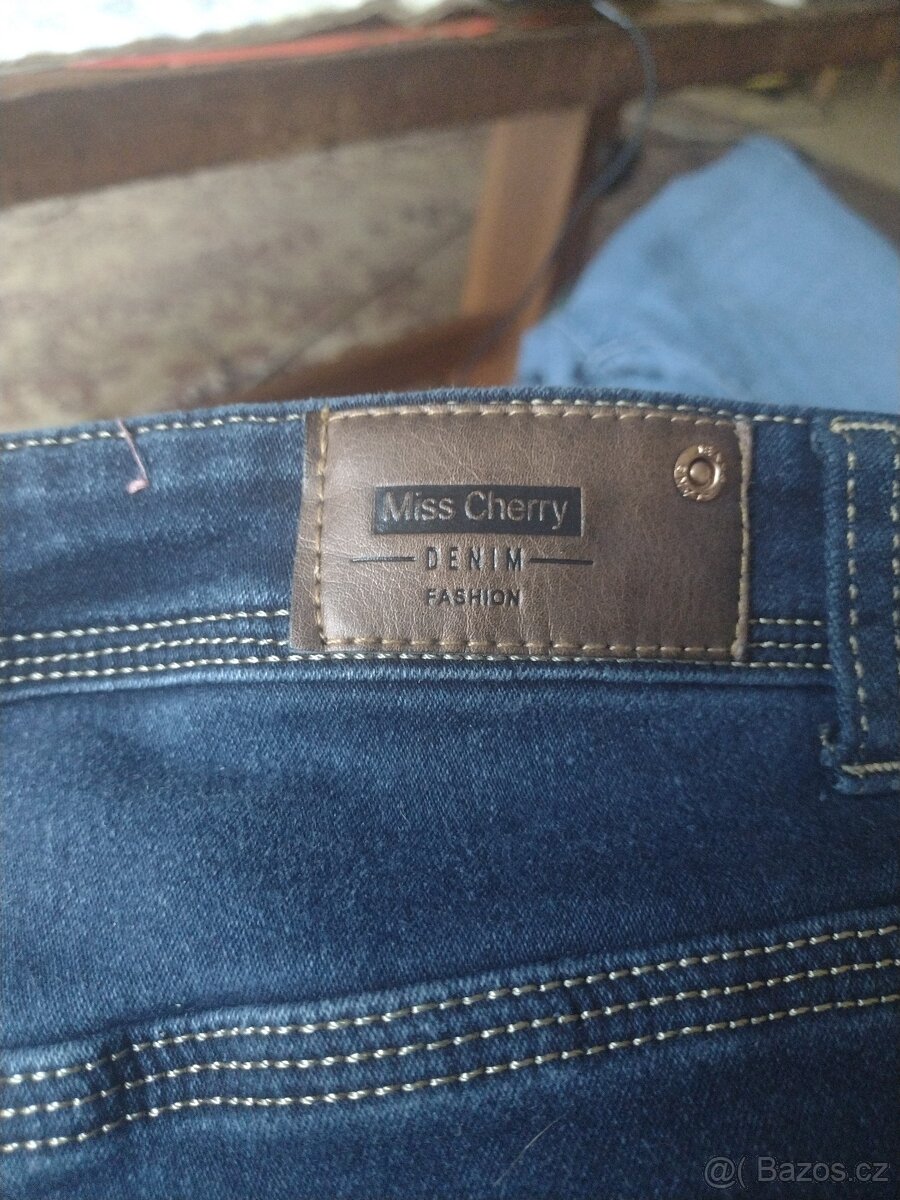 Miss Cherry
DENIM
FASHION
@( Bazos.cz